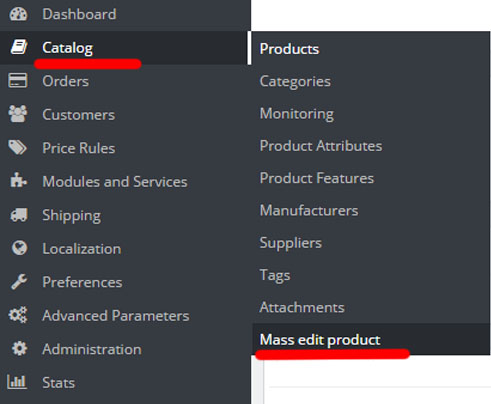 Dashboard
Catalog
Orders
Customers
Price Rules
Modules and Services
Shipping
Localization
Preferences
Advanced Parameters
Administration
Stats
Products
Categories
Monitoring
Product Attributes
Product Features
Manufacturers
Suppliers
Tags
Attachments
Mass edit product